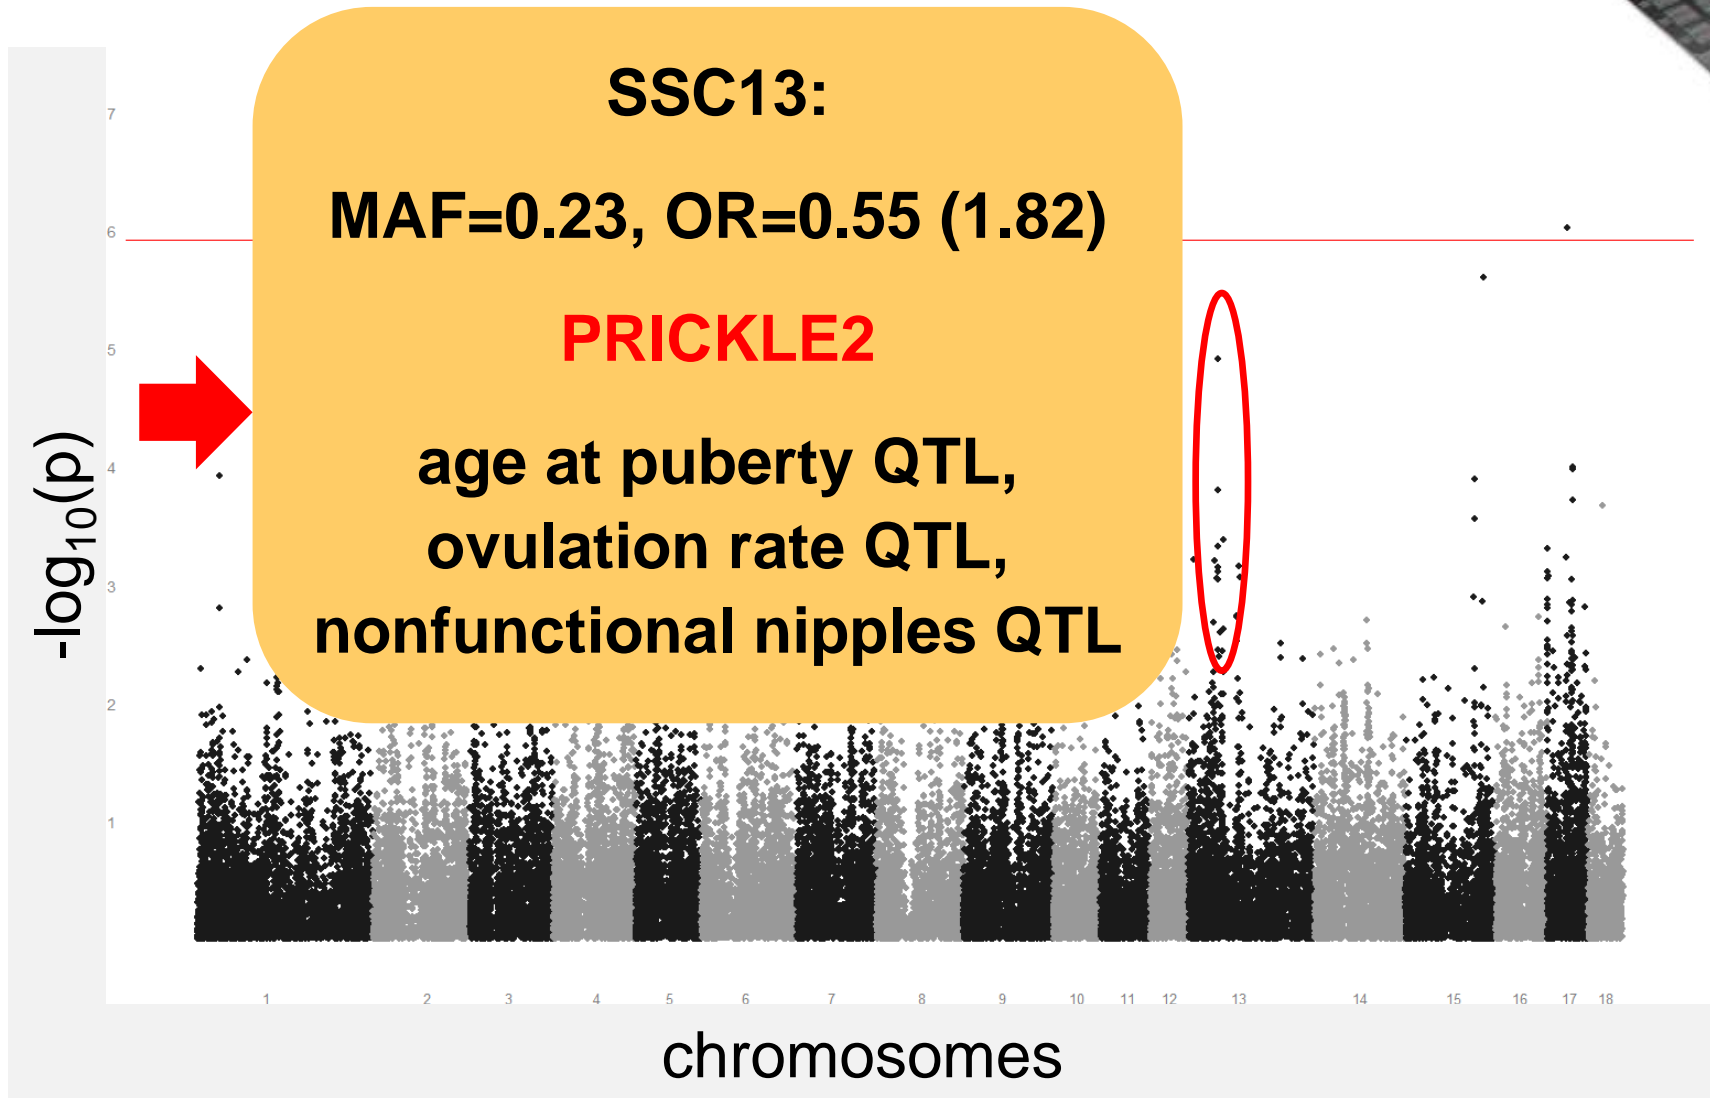 SSC13:
MAF=0.23, OR=0.55 (1.82)
PRICKLE2
age at puberty QTL,
ovulation rate QTL,
nonfunctional nipples QTL
-log10(p)
7
6
5
4
3
2
1
1 2 3 4 5 6 7 8 9 10 11 12 13 14 15 16 17 18
chromosomes